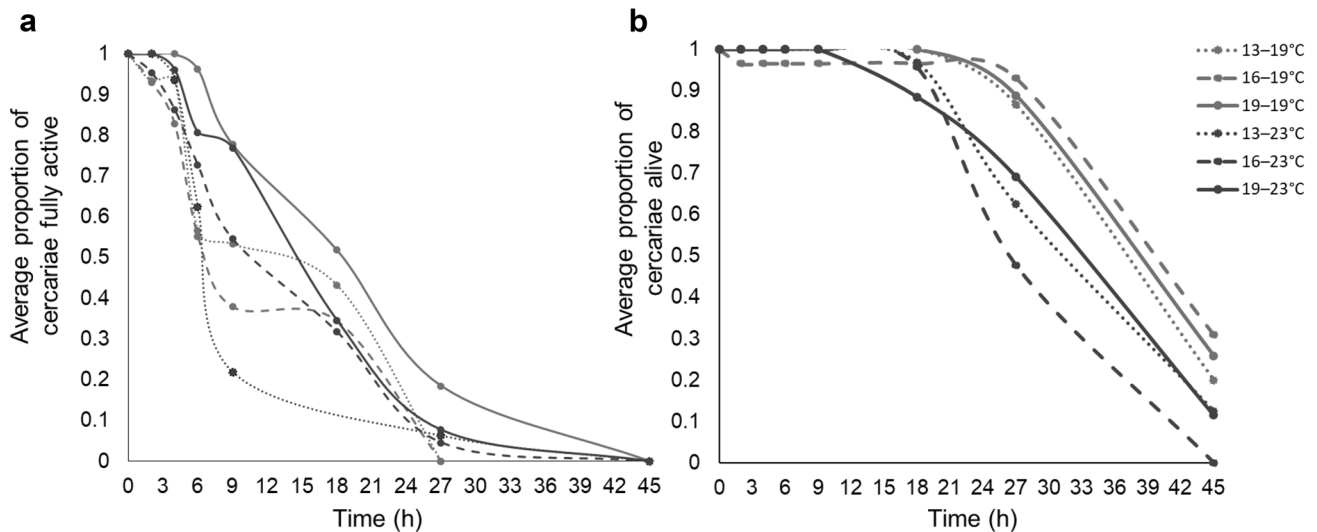 a
Average proportion of
cercariae fully active
1
0.9
0.8
0.7
0.6
0.5
0.4
0.3
0.2
0.1
0
0 3 6 9 12 15 18 21 24 27 30 33 36 39 42 45
Time (h)
b
Average proportion of
cercariae alive
1
0.9
0.8
0.7
0.6
0.5
0.4
0.3
0.2
0.1
0
0 3 6 9 12 15 18 21 24 27 30 33 36 39 42 45
Time (h)
13–19°C
16–19°C
19–19°C
13–23°C
16–23°C
19–23°C